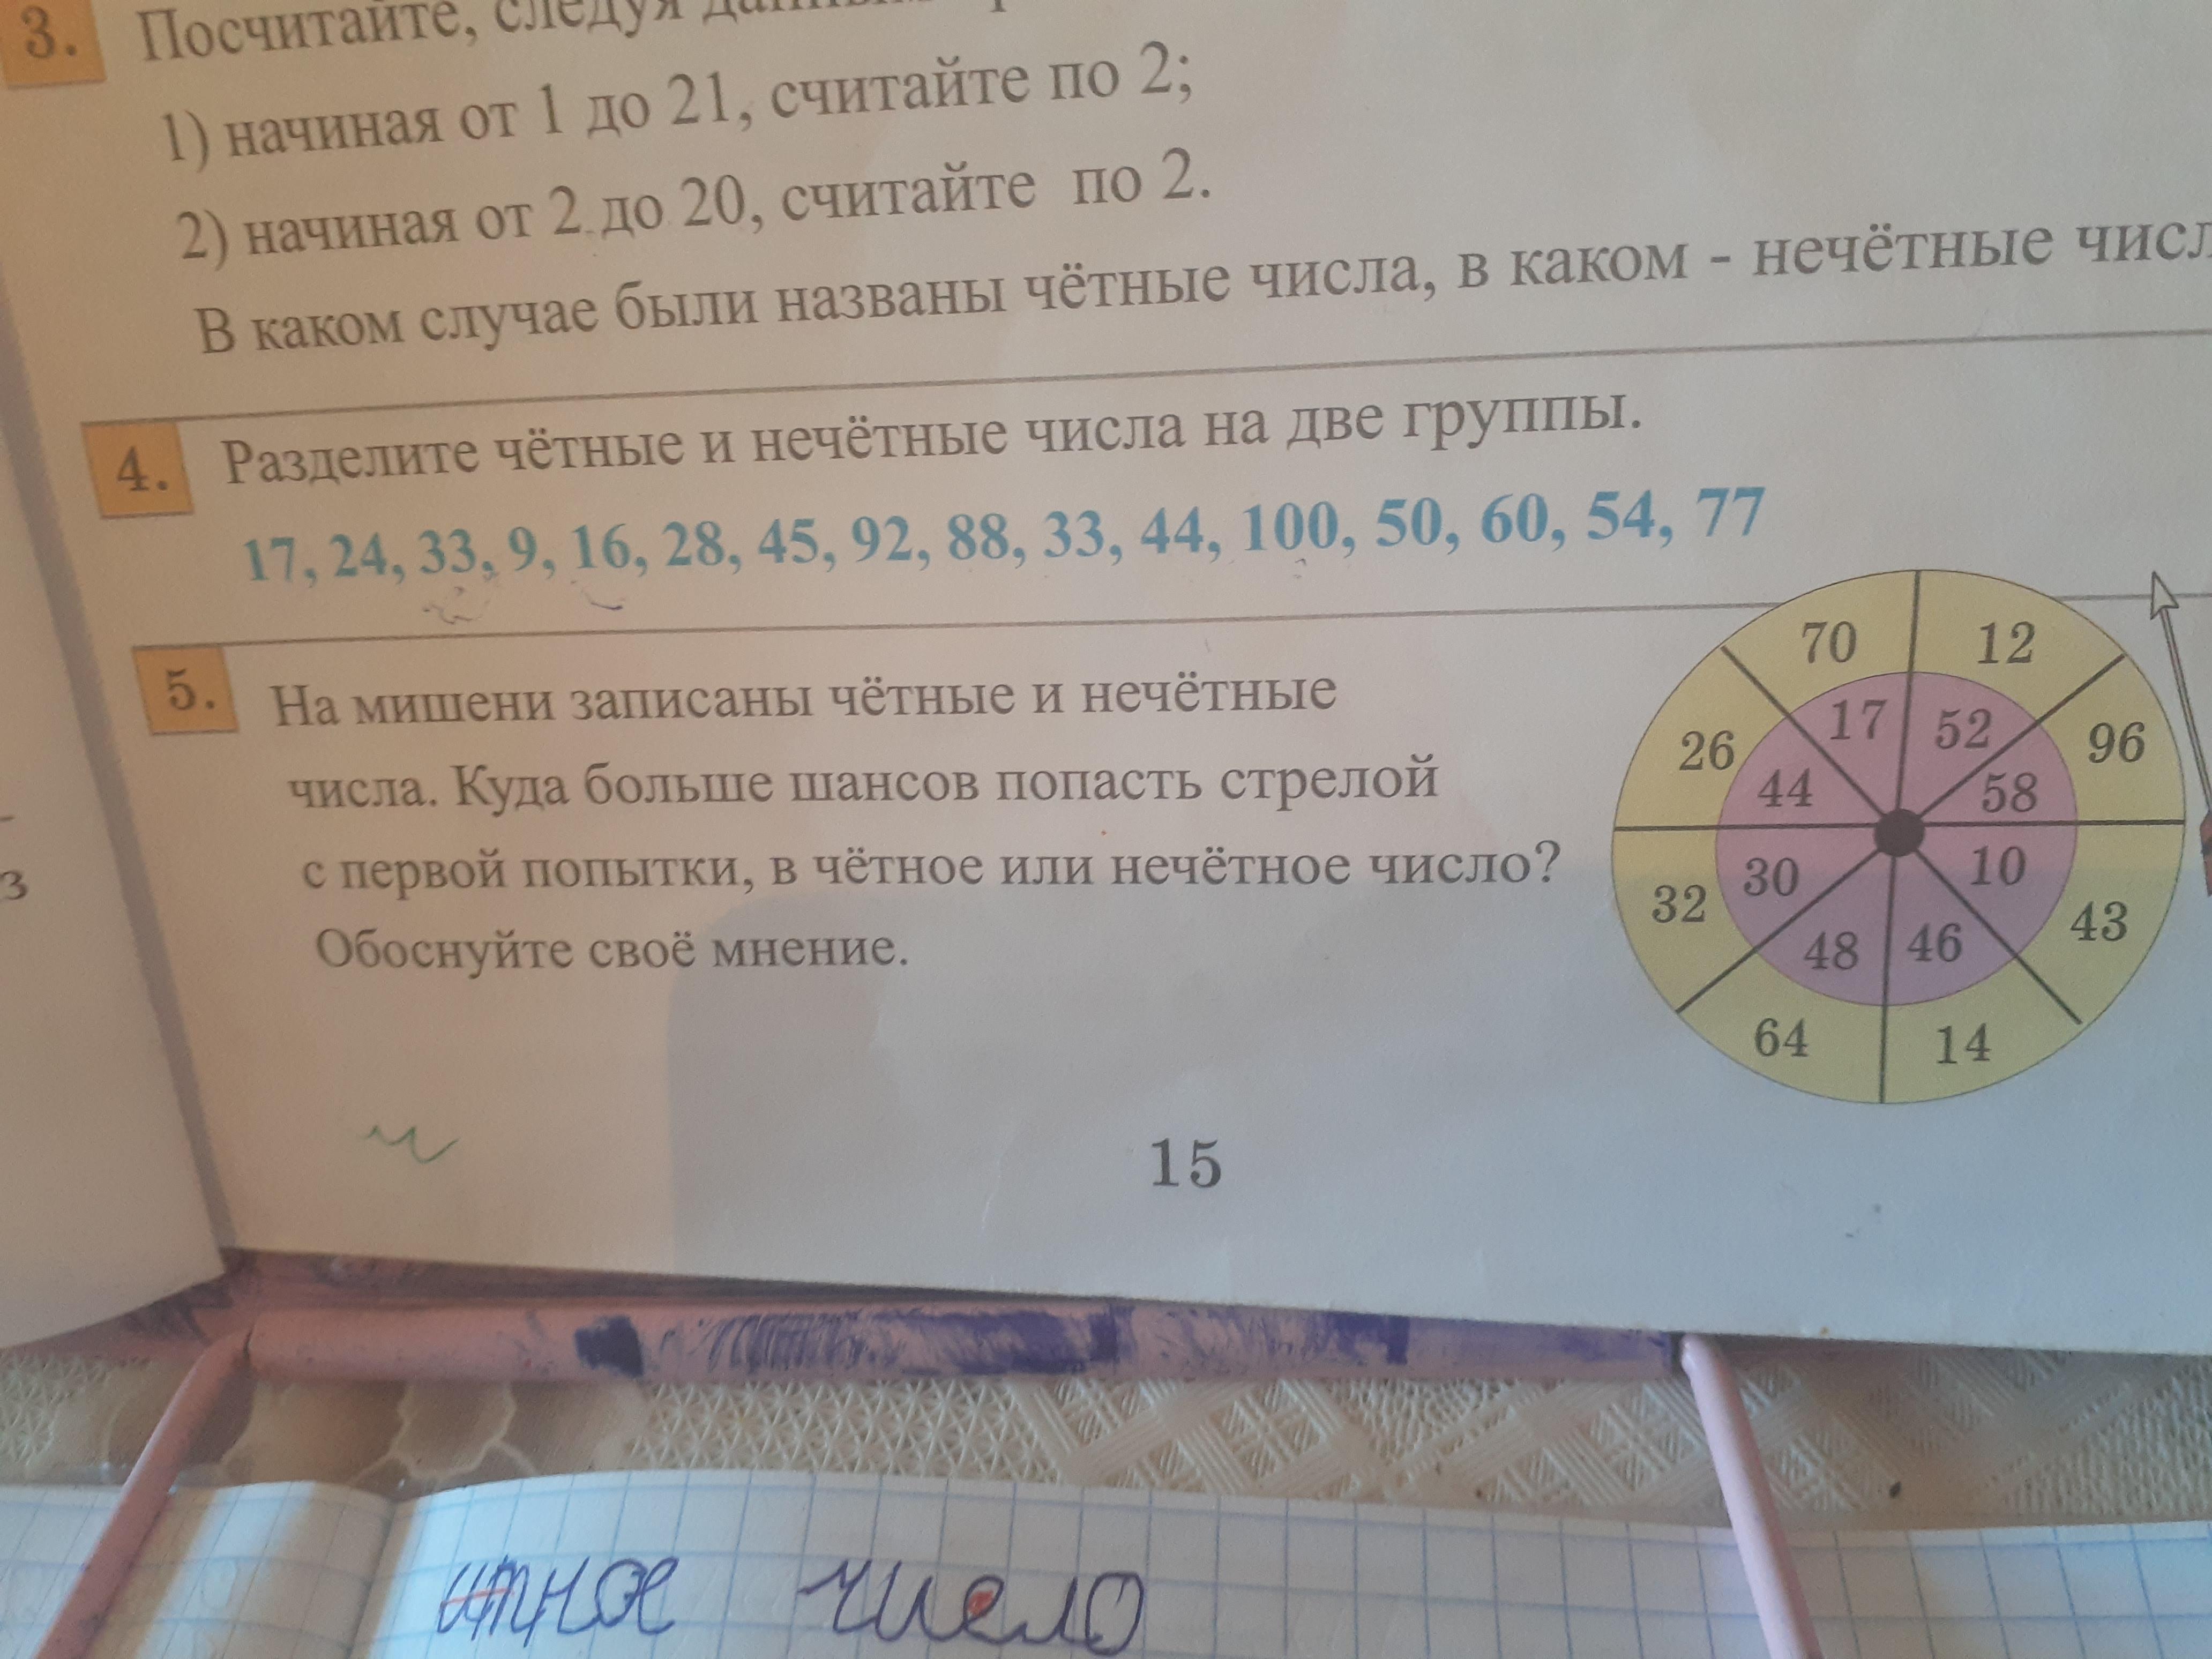 3. Посчитайте, следуя
1) начиная от 1 до 21, считайте по 2;
2) начиная от 2 до 20, считайте по 2.
В каком случае были названы чётные числа, в каком - нечётные
4. Разделите чётные и нечётные числа на две группы.
17, 24, 33, 9, 16, 28, 45, 92, 88, 33, 44, 100, 50, 60, 54, 77
5. На мишени записаны чётные и нечётные
числа. Куда больше шансов попасть стрелой
с первой попытки, в чётное или нечётное число?
Обоснуйте своё мнение.
70 12
17 52
26 96
44 58
30 10
32 43
48 46
64 14
з
15
число